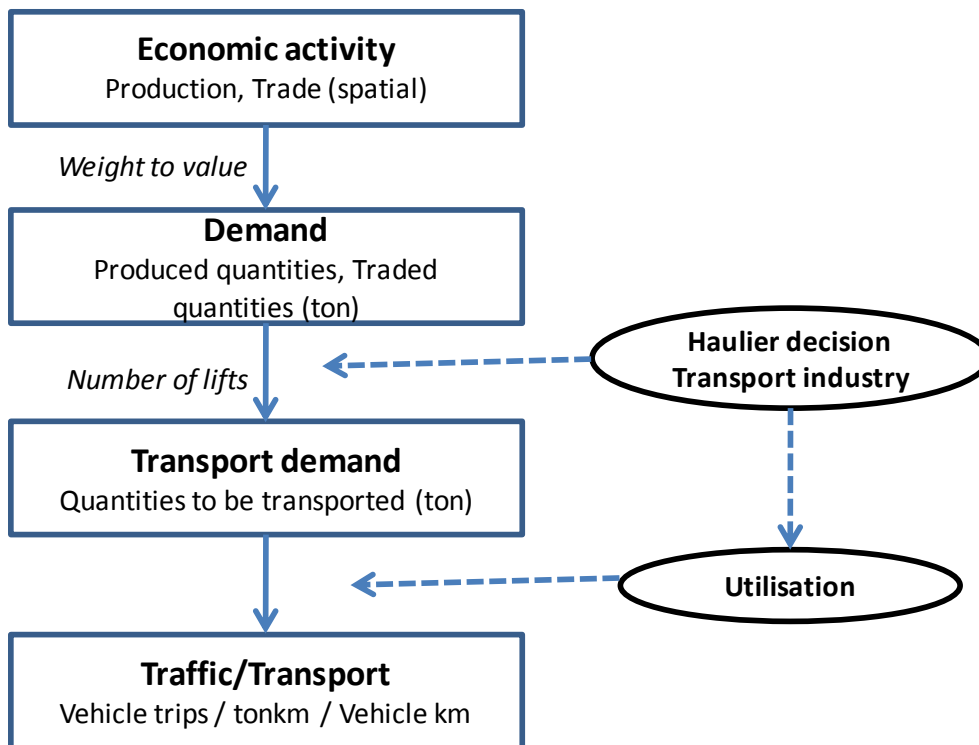 Economic activity
Production, Trade (spatial)
Weight to value
Demand
Produced quantities, Traded
quantities (ton)
Haulier decision
Transport industry
Number of lifts
Transport demand
Quantities to be transported (ton)
Utilisation
Traffic/Transport
Vehicle trips / tonkm / Vehicle km